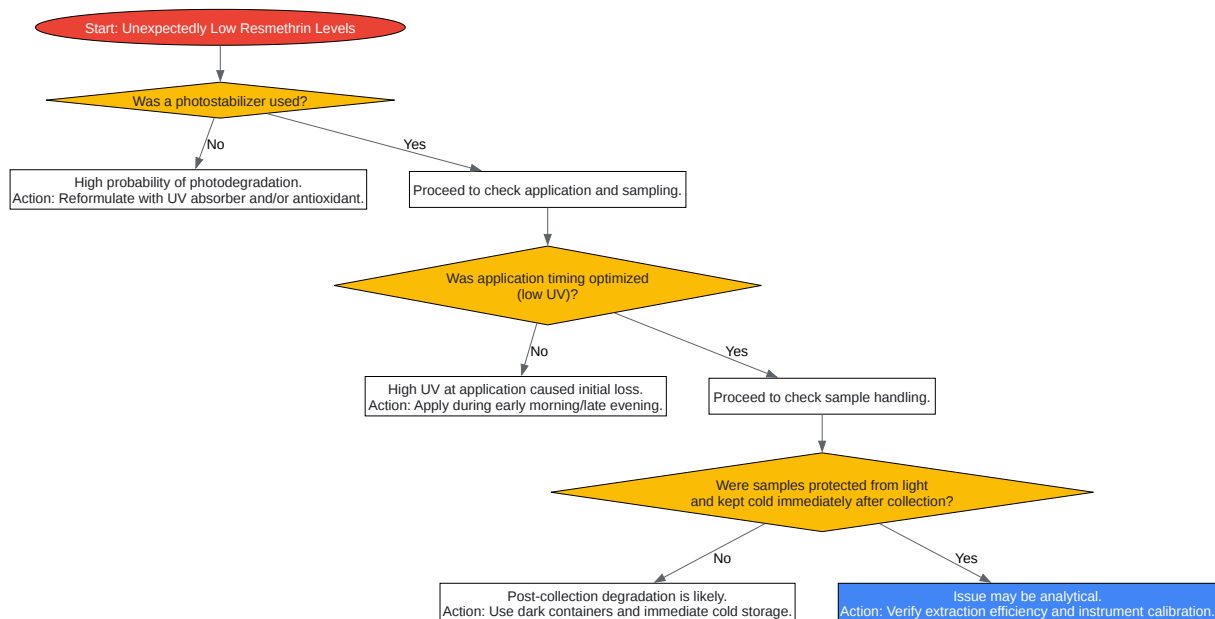 Start: Unexpectedly Low Resmethrin Levels
Was a photostabilizer used?
No
Yes
High probability of photodegradation.
Action: Reformulate with UV absorber and/or antioxidant.
Proceed to check application and sampling.
Was application timing optimized
(low UV)?
No
Yes
High UV at application caused initial loss.
Action: Apply during early morning/late evening.
Proceed to check sample handling.
Were samples protected from light
and kept cold immediately after collection?
No
Yes
Post-collection degradation is likely.
Action: Use dark containers and immediate cold storage.
Issue may be analytical.
Action: Verify extraction efficiency and instrument calibration.